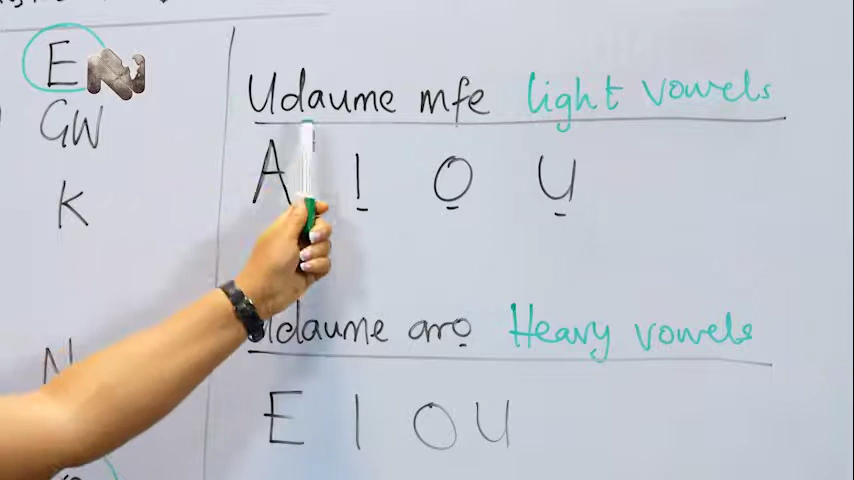 E
GW
K
N
Udaume mfe light vowels
A Ị Ọ Ụ
Udaume arọ Heavy vowels
E I O U